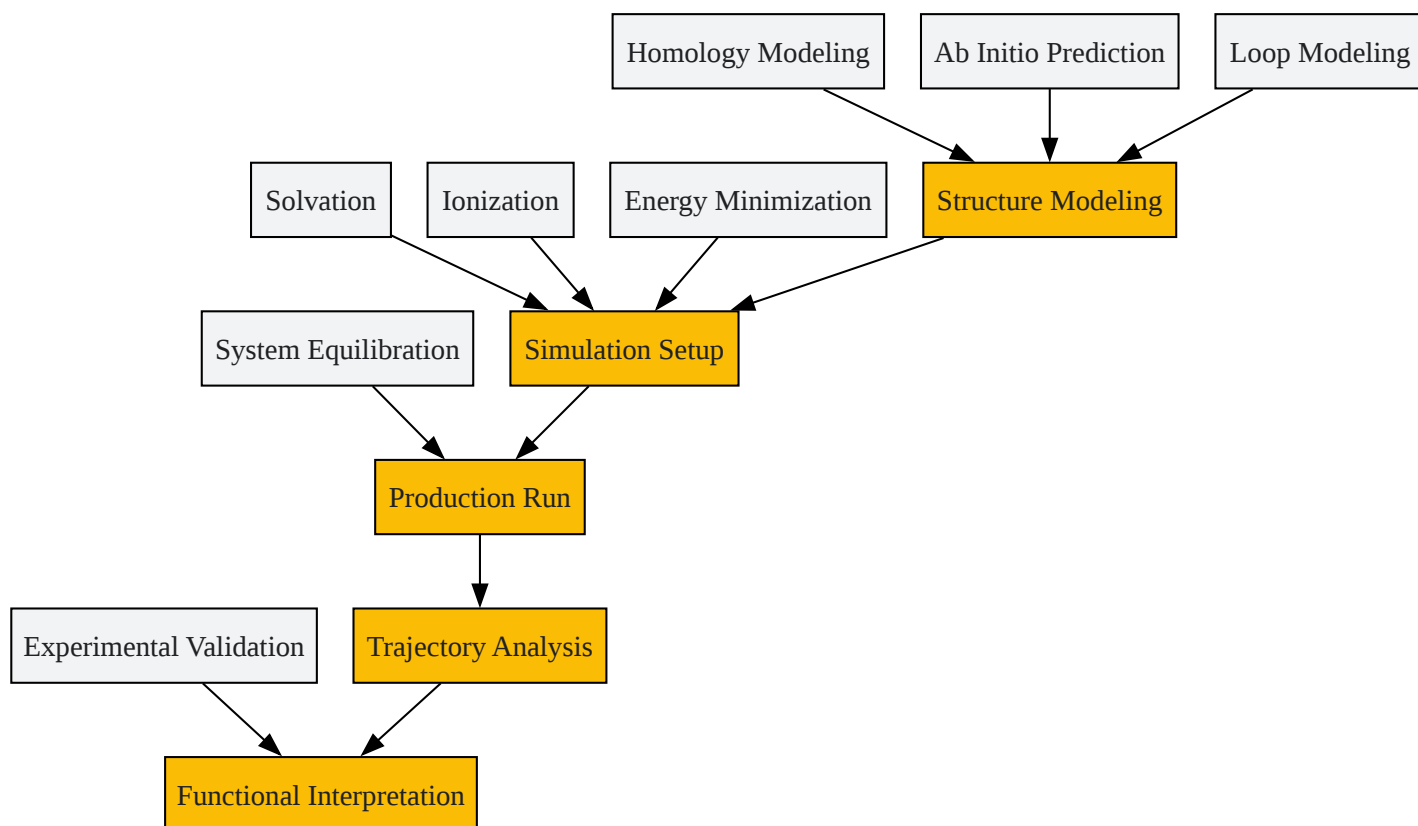 Homology Modeling
Ab Initio Prediction
Loop Modeling
Solvation
Ionization
Energy Minimization
Structure Modeling
System Equilibration
Simulation Setup
Production Run
Experimental Validation
Trajectory Analysis
Functional Interpretation